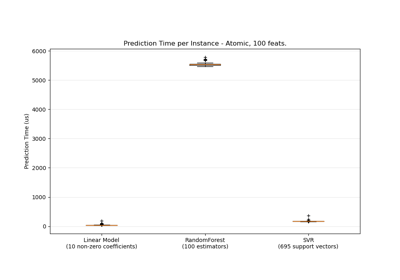 Prediction Time per Instance - Atomic, 100 feats.
6000
5000
4000
3000
2000
1000
0
Prediction Time (us)
Linear Model
(10 non-zero coefficients)
RandomForest
(100 estimators)
SVR
(695 support vectors)